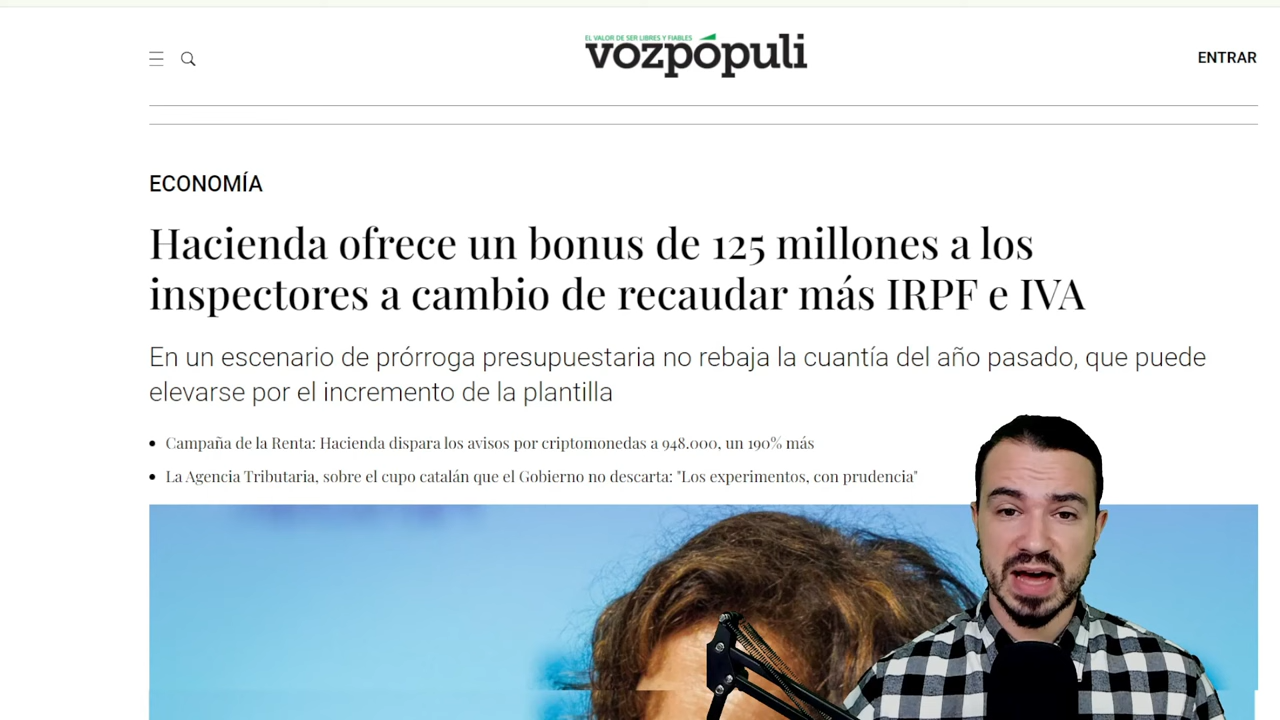 EL VALOR DE SER LIBRES Y FIABLES
vozpópuli
ENTRAR
ECONOMÍA
Hacienda ofrece un bonus de 125 millones a los
inspectores a cambio de recaudar más IRPF e IVA
En un escenario de prórroga presupuestaria no rebaja la cuantía del año pasado, que puede
elevarse por el incremento de la plantilla
• Campaña de la Renta: Hacienda dispara los avisos por criptomonedas a 948.000, un 190% más
• La Agencia Tributaria, sobre el cupo catalán que el Gobierno no descarta: "Los experimentos, con prudencia"